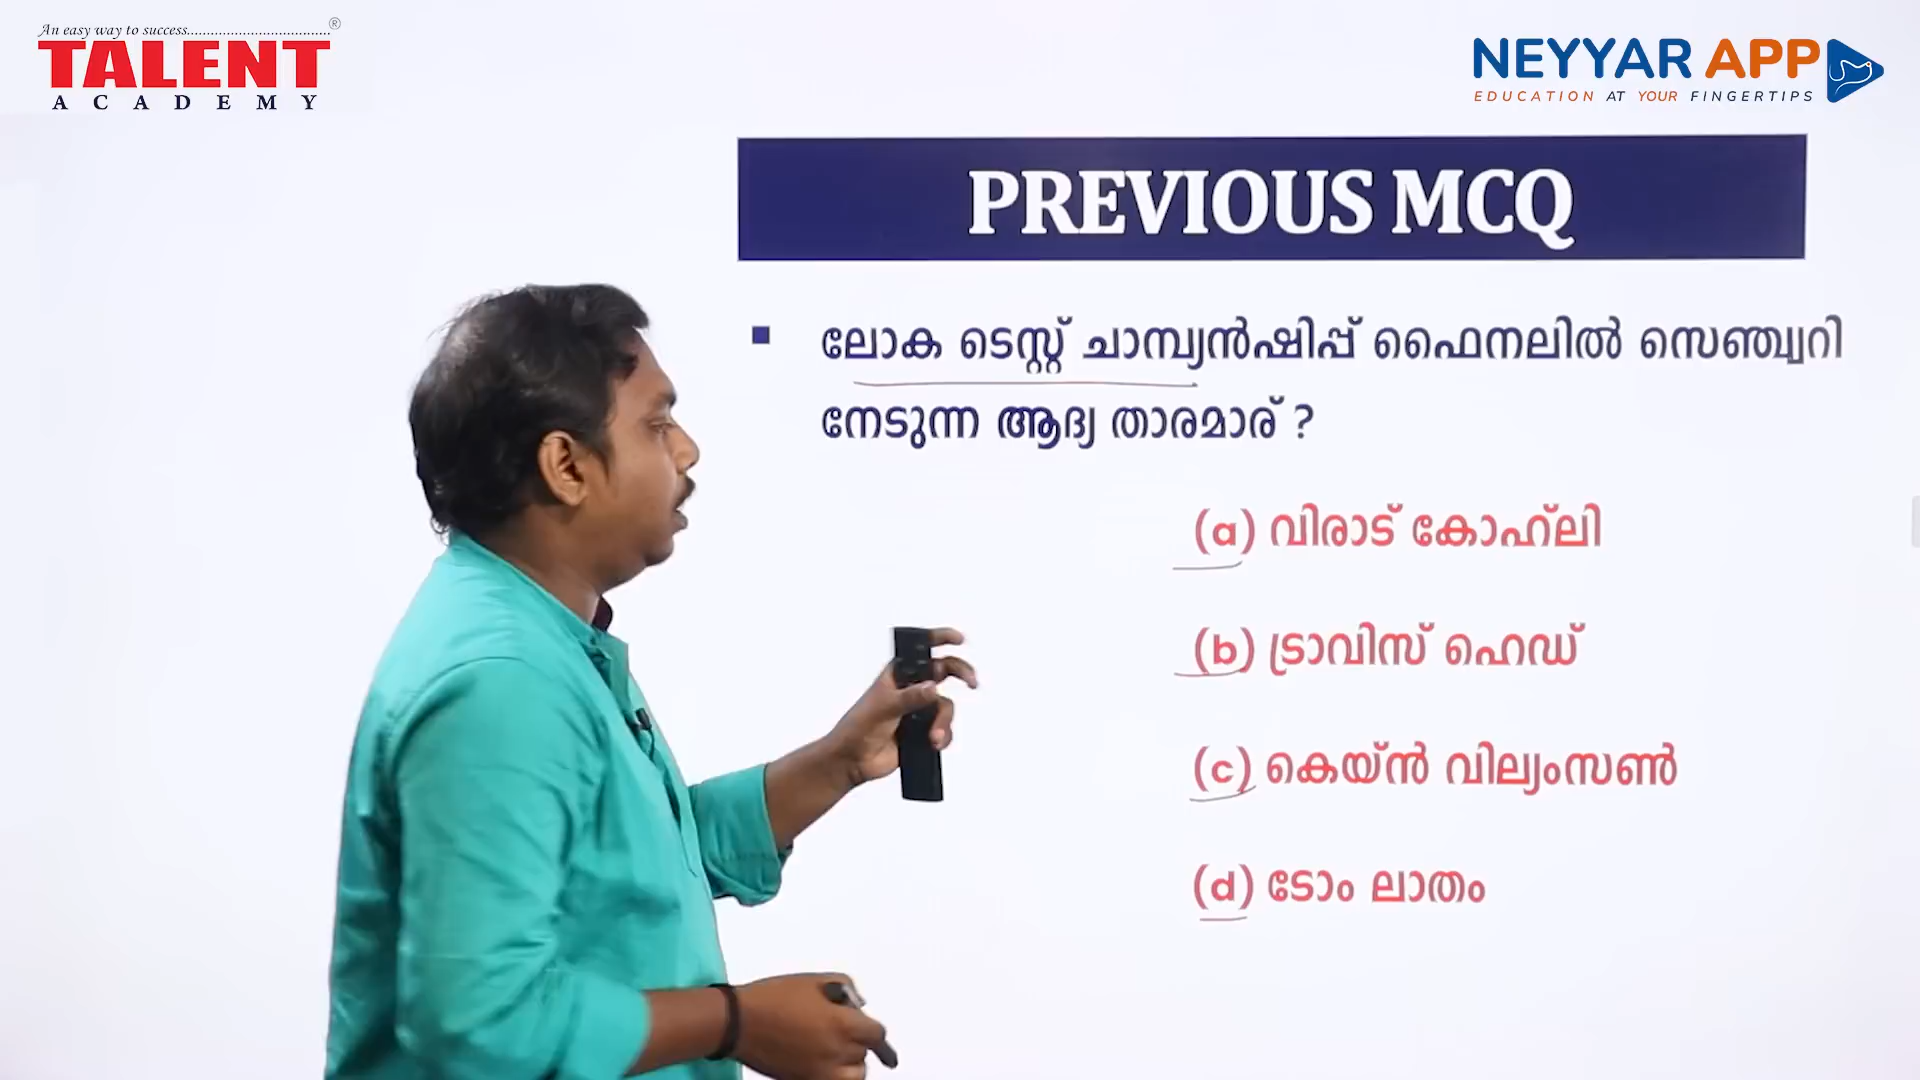 An easy way to success.......................................®
TALENT
ACADEMY
NEYYAR APP
EDUCATION AT YOUR FINGERTIPS
PREVIOUS MCQ
▪ ലോക ടെസ്റ്റ് ചാമ്പ്യൻഷിപ്പ് ഫൈനലിൽ സെഞ്ച്വറി
നേടുന്ന ആദ്യ താരമാര് ?
(a) വിരാട് കോഹ്‌ലി
(b) ട്രാവിസ് ഹെഡ്
(c) കെയ്ൻ വില്യംസൺ
(d) ടോം ലാതം